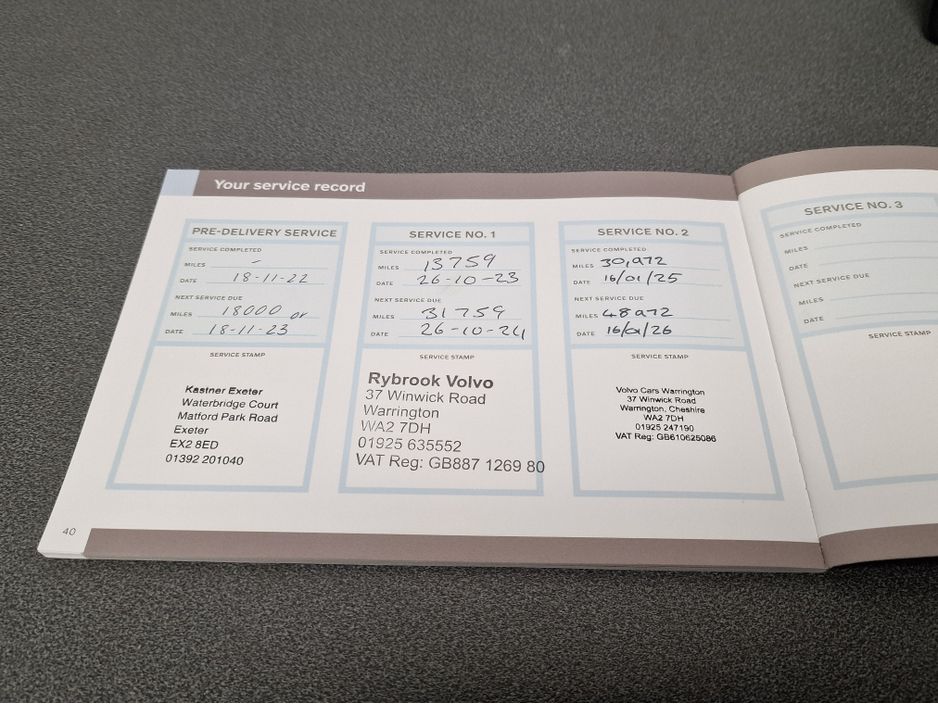 Your service record
PRE-DELIVERY SERVICE
SERVICE COMPLETED
MILES -
DATE 18-11-22
NEXT SERVICE DUE
MILES 18000 or
DATE 18-11-23
SERVICE STAMP
Kastner Exeter
Waterbridge Court
Matford Park Road
Exeter
EX2 8ED
01392 201040
SERVICE NO. 1
SERVICE COMPLETED
MILES 13759
DATE 26-10-23
NEXT SERVICE DUE
MILES 31759
DATE 26-10-24
SERVICE STAMP
Rybrook Volvo
37 Winwick Road
Warrington
WA2 7DH
01925 635552
VAT Reg: GB887 1269 80
SERVICE NO. 2
SERVICE COMPLETED
MILES 30,972
DATE 16/01/25
NEXT SERVICE DUE
MILES 48972
DATE 16/01/26
SERVICE STAMP
Volvo Cars Warrington
37 Winwick Road
Warrington, Cheshire
WA2 7DH
01925 247190
VAT Reg: GB610625086
SERVICE NO. 3
SERVICE COMPLETED
MILES
DATE
NEXT SERVICE DUE
MILES
DATE
SERVICE STAMP
40